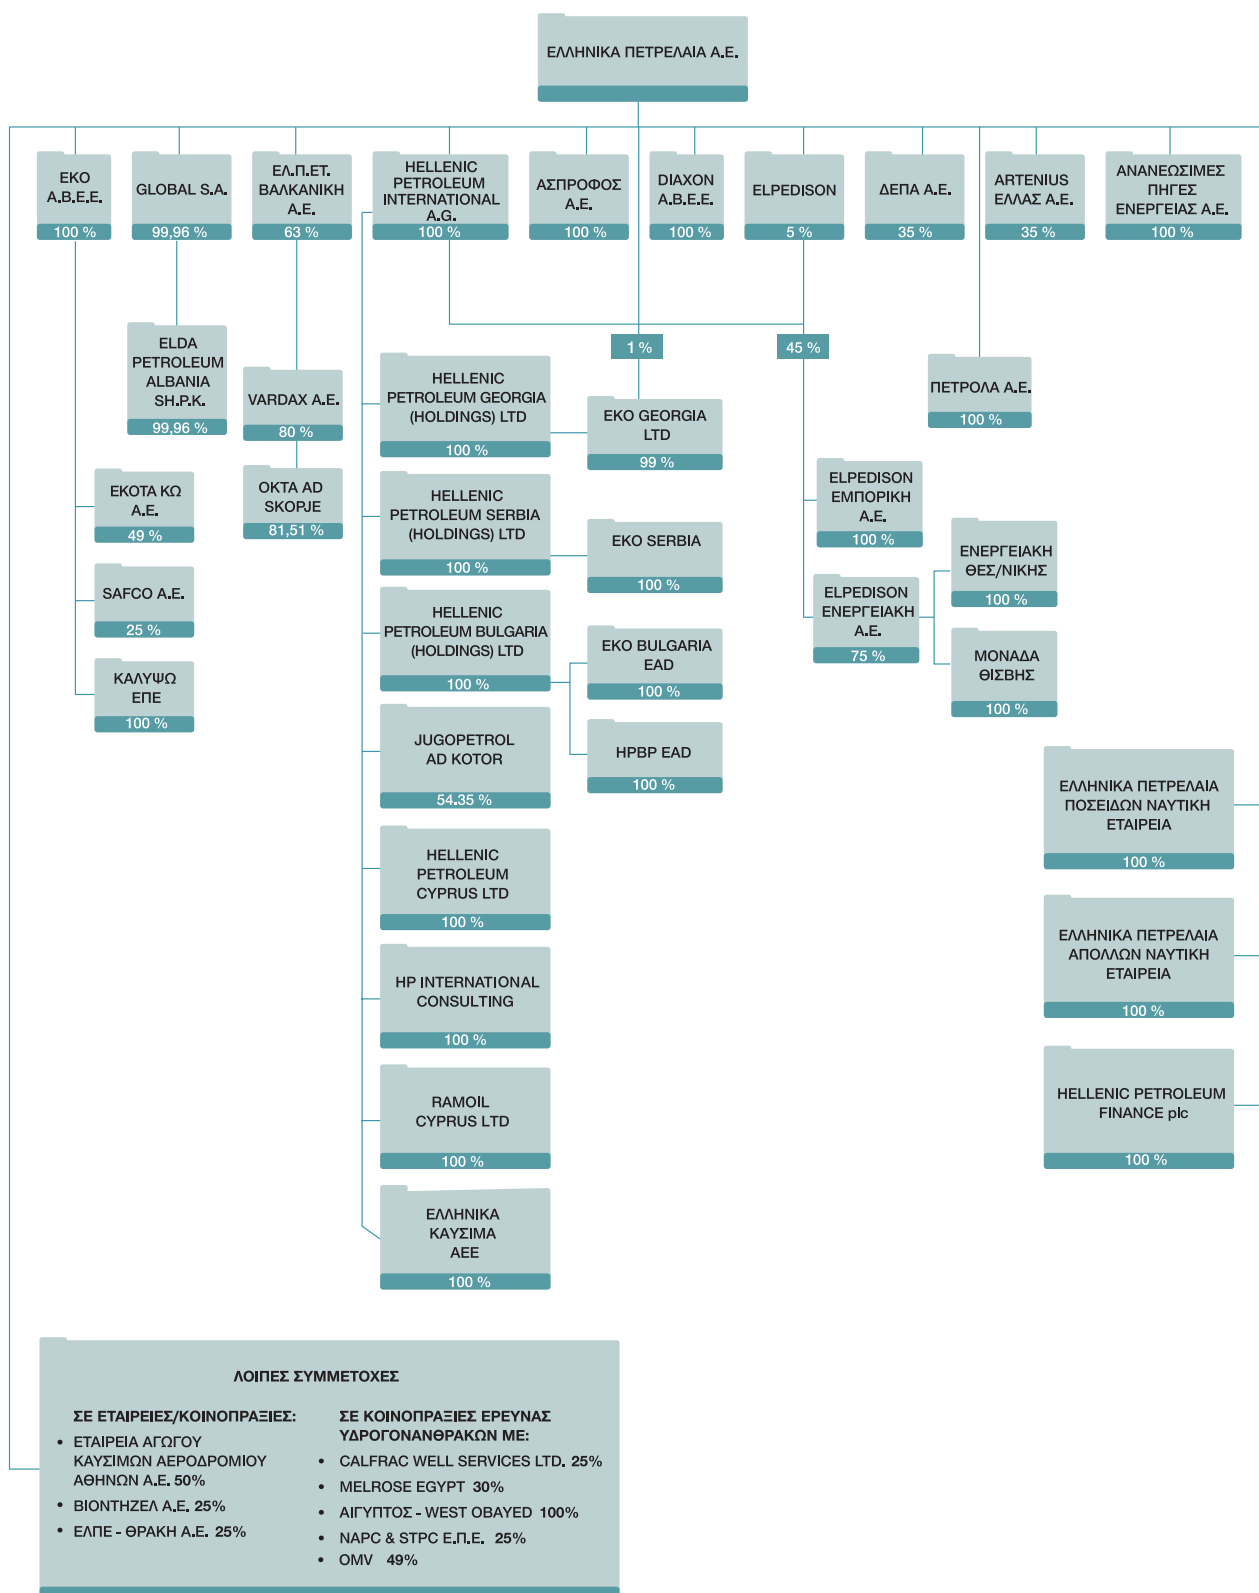 ΕΛΛΗΝΙΚΑ ΠΕΤΡΕΛΑΙΑ Α.Ε.
ΕΚΟ
Α.Β.Ε.Ε.
100 %
GLOBAL S.A.
99,96 %
ΕΛ.Π.ΕΤ.
ΒΑΛΚΑΝΙΚΗ
Α.Ε.
63 %
HELLENIC
PETROLEUM
INTERNATIONAL
A.G.
100 %
ΑΣΠΡΟΦΟΣ
Α.Ε.
100 %
DIAXON
Α.Β.Ε.Ε.
100 %
ELPEDISON
5 %
ΔΕΠΑ Α.Ε.
35 %
ARTENIUS
ΕΛΛΑΣ Α.Ε.
35 %
ΑΝΑΝΕΩΣΙΜΕΣ
ΠΗΓΕΣ
ΕΝΕΡΓΕΙΑΣ Α.Ε.
100 %
ELDA
PETROLEUM
ALBANIA
SH.P.K.
99,96 %
VARDAX A.E.
80 %
OKTA AD
SKOPJE
81,51 %
ΕΚΟΤΑ ΚΩ
Α.Ε.
49 %
SAFCO A.E.
25 %
ΚΑΛΥΨΩ
ΕΠΕ
100 %
1 %
45 %
HELLENIC
PETROLEUM GEORGIA
(HOLDINGS) LTD
100 %
EKO GEORGIA
LTD
99 %
HELLENIC
PETROLEUM SERBIA
(HOLDINGS) LTD
100 %
EKO SERBIA
100 %
HELLENIC
PETROLEUM BULGARIA
(HOLDINGS) LTD
100 %
EKO BULGARIA
EAD
100 %
HPBP EAD
100 %
JUGOPETROL
AD KOTOR
54.35 %
HELLENIC
PETROLEUM
CYPRUS LTD
100 %
HP INTERNATIONAL
CONSULTING
100 %
RAMOIL
CYPRUS LTD
100 %
ΕΛΛΗΝΙΚΑ
ΚΑΥΣΙΜΑ
ΑΕΕ
100 %
ΠΕΤΡΟΛΑ Α.Ε.
100 %
ELPEDISON
ΕΜΠΟΡΙΚΗ
Α.Ε.
100 %
ELPEDISON
ΕΝΕΡΓΕΙΑΚΗ
Α.Ε.
75 %
ΕΝΕΡΓΕΙΑΚΗ
ΘΕΣ/ΝΙΚΗΣ
100 %
ΜΟΝΑΔΑ
ΘΙΣΒΗΣ
100 %
ΕΛΛΗΝΙΚΑ ΠΕΤΡΕΛΑΙΑ
ΠΟΣΕΙΔΩΝ ΝΑΥΤΙΚΗ
ΕΤΑΙΡΕΙΑ
100 %
ΕΛΛΗΝΙΚΑ ΠΕΤΡΕΛΑΙΑ
ΑΠΟΛΛΩΝ ΝΑΥΤΙΚΗ
ΕΤΑΙΡΕΙΑ
100 %
HELLENIC PETROLEUM
FINANCE plc
100 %
ΛΟΙΠΕΣ ΣΥΜΜΕΤΟΧΕΣ
ΣΕ ΕΤΑΙΡΕΙΕΣ/ΚΟΙΝΟΠΡΑΞΙΕΣ:
• ΕΤΑΙΡΕΙΑ ΑΓΩΓΟΥ
ΚΑΥΣΙΜΩΝ ΑΕΡΟΔΡΟΜΙΟΥ
ΑΘΗΝΩΝ Α.Ε. 50%
• ΒΙΟΝΤΗΖΕΛ Α.Ε. 25%
• ΕΛΠΕ - ΘΡΑΚΗ Α.Ε. 25%
ΣΕ ΚΟΙΝΟΠΡΑΞΙΕΣ ΕΡΕΥΝΑΣ
ΥΔΡΟΓΟΝΑΝΘΡΑΚΩΝ ΜΕ:
• CALFRAC WELL SERVICES LTD. 25%
• MELROSE EGYPT 30%
• ΑΙΓΥΠΤΟΣ - WEST OBAYED 100%
• NAPC & STPC Ε.Π.Ε. 25%
• OMV 49%